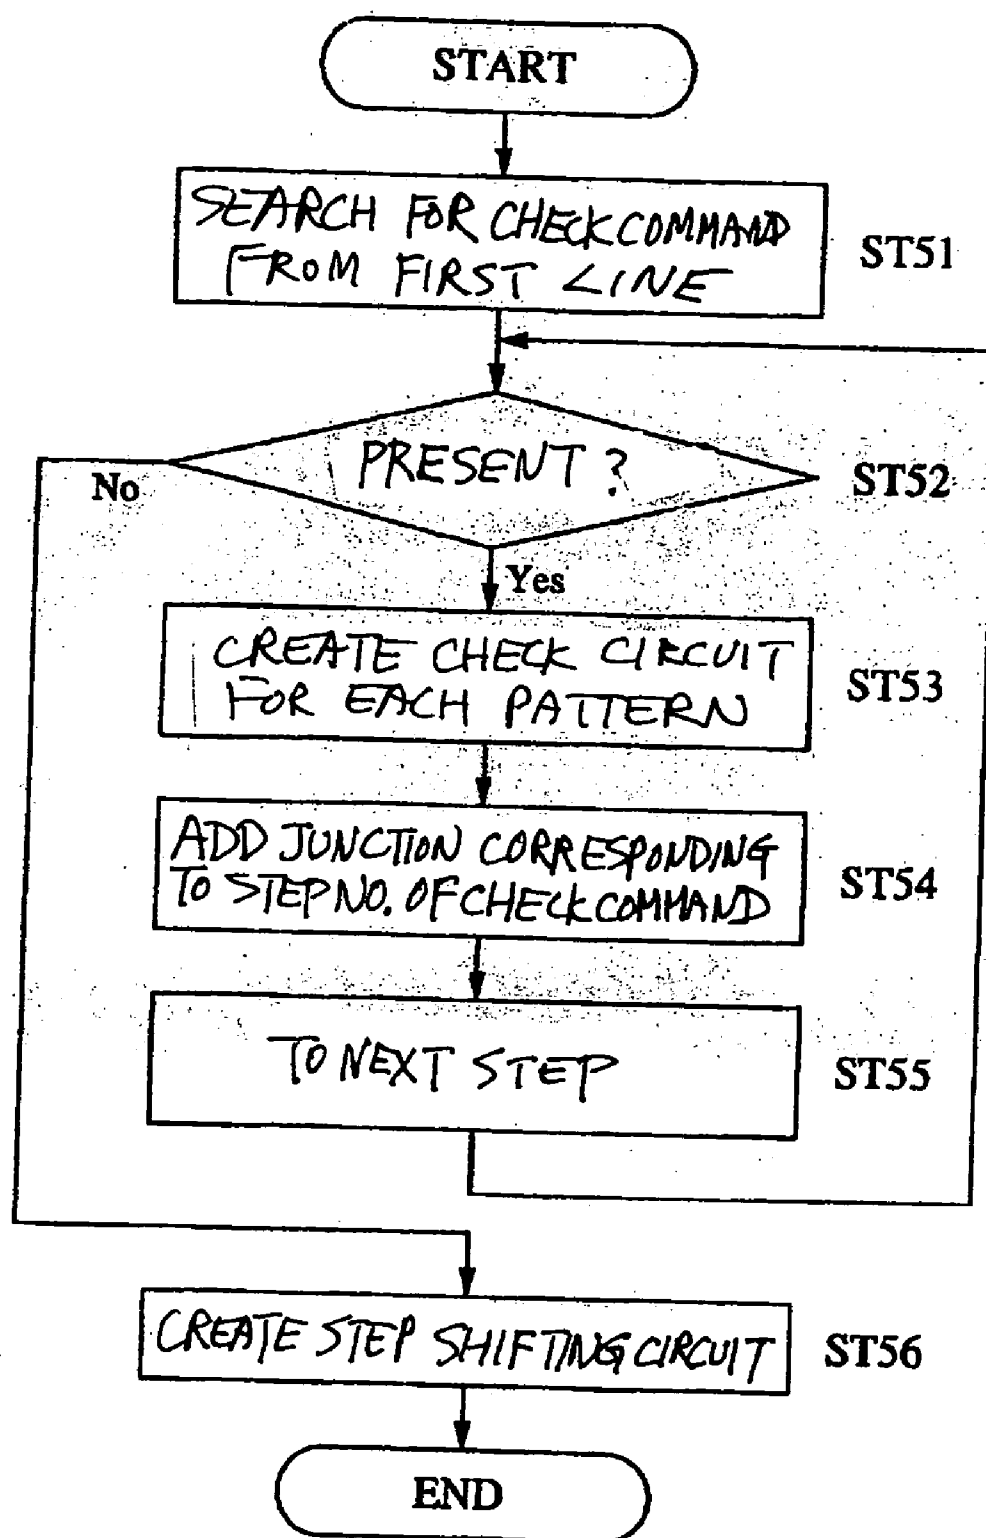 START
SEARCH FOR CHECK COMMAND
FROM FIRST LINE
ST51
PRESENT?
ST52
No
Yes
CREATE CHECK CIRCUIT
FOR EACH PATTERN
ST53
ADD JUNCTION CORRESPONDING
TO STEP NO. OF CHECK COMMAND
ST54
TO NEXT STEP
ST55
CREATE STEP SHIFTING CIRCUIT
ST56
END